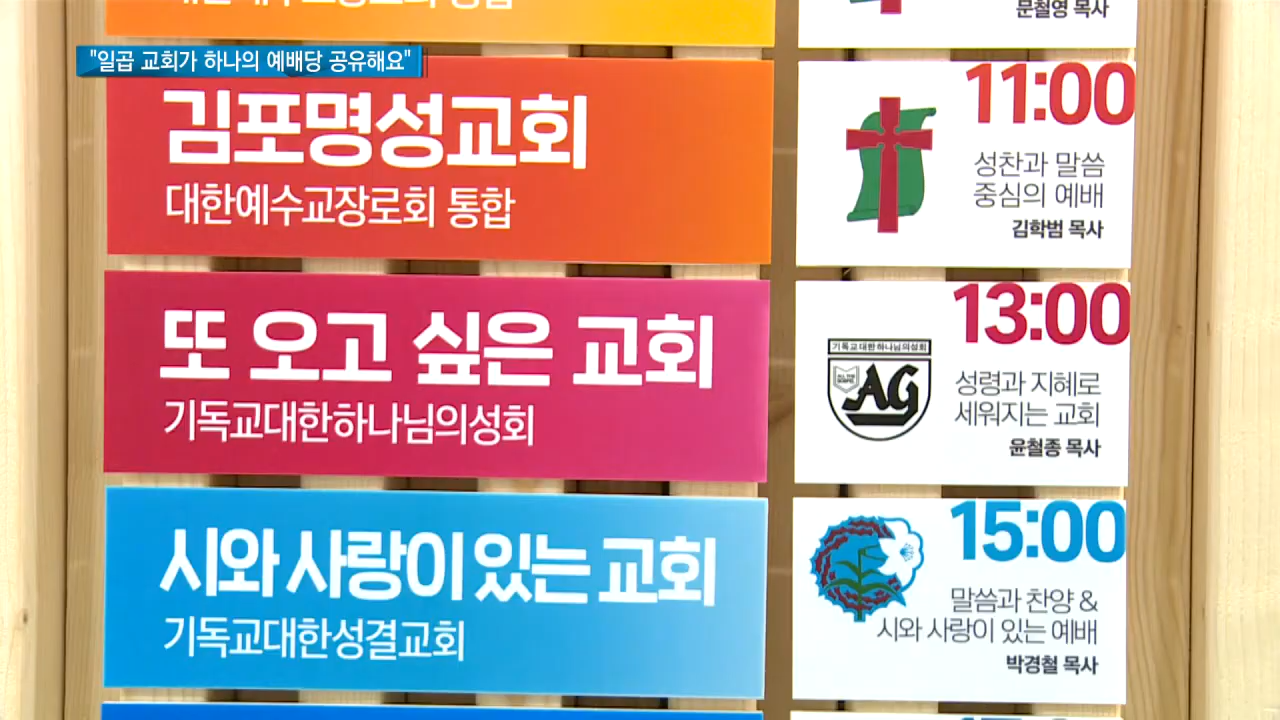 "일곱 교회가 하나의 예배당 공유해요"
문철영 목사
김포명성교회
대한예수교장로회 통합
11:00
성찬과 말씀
중심의 예배
김학범 목사
또 오고 싶은 교회
기독교대한하나님의성회
13:00
기독교대한하나님의성회
ALL THE
GOSPEL
AG
성령과 지혜로
세워지는 교회
윤철종 목사
시와 사랑이 있는 교회
기독교대한성결교회
15:00
말씀과 찬양 &
시와 사랑이 있는 예배
박경철 목사